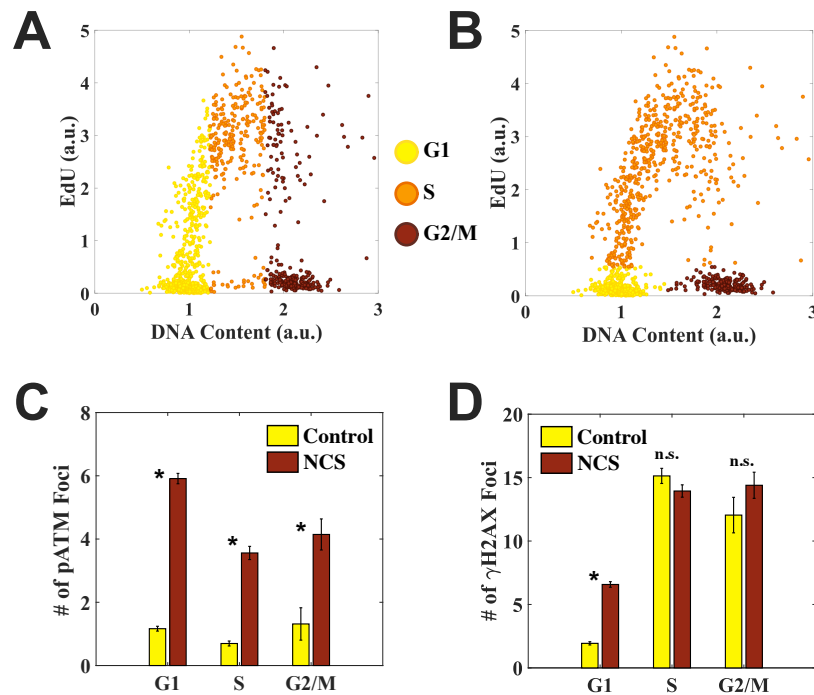 A
B
5
4
3
2
1
0
EdU (a.u.)
0
1
2
3
DNA Content (a.u.)
G1
S
G2/M
5
4
3
2
1
0
EdU (a.u.)
0
1
2
3
DNA Content (a.u.)
C
D
8
6
4
2
0
# of pATM Foci
Control
NCS
*
*
*
G1
S
G2/M
20
15
10
5
0
# of γH2AX Foci
Control
NCS
*
n.s.
n.s.
G1
S
G2/M